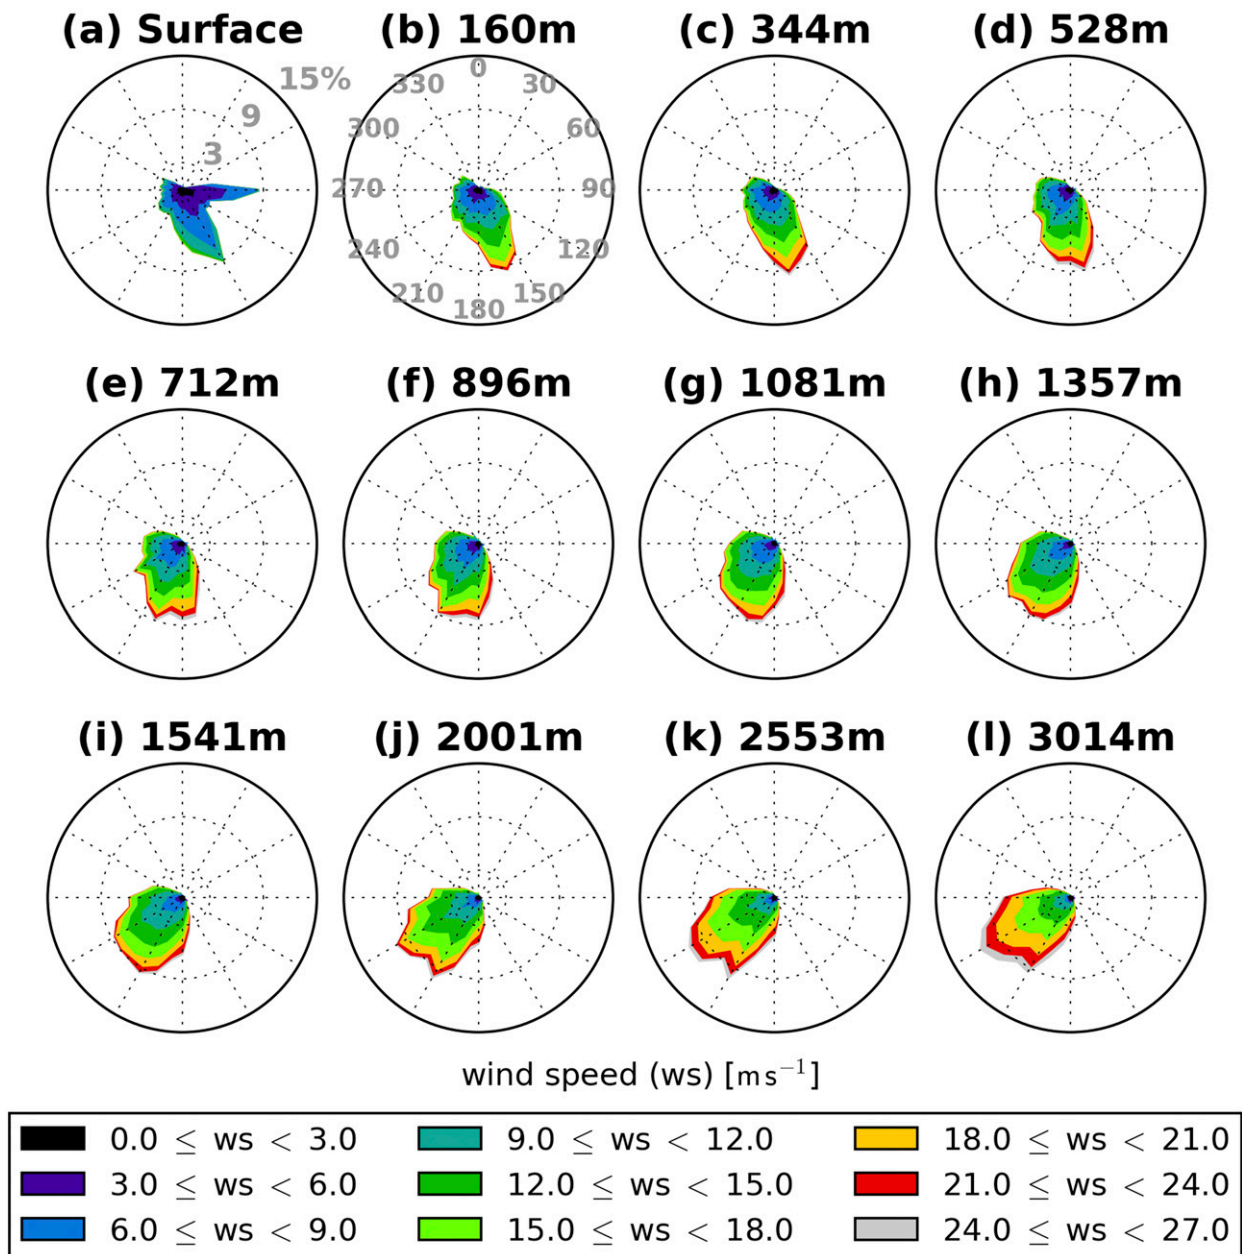 (a) Surface (b) 160m (c) 344m (d) 528m
15%
9
3
0
330 30
300 60
270 90
240 120
210 150
180
(e) 712m (f) 896m (g) 1081m (h) 1357m
(i) 1541m (j) 2001m (k) 2553m (l) 3014m
wind speed (ws) [ms⁻¹]
0.0 ≤ ws < 3.0 9.0 ≤ ws < 12.0 18.0 ≤ ws < 21.0
3.0 ≤ ws < 6.0 12.0 ≤ ws < 15.0 21.0 ≤ ws < 24.0
6.0 ≤ ws < 9.0 15.0 ≤ ws < 18.0 24.0 ≤ ws < 27.0